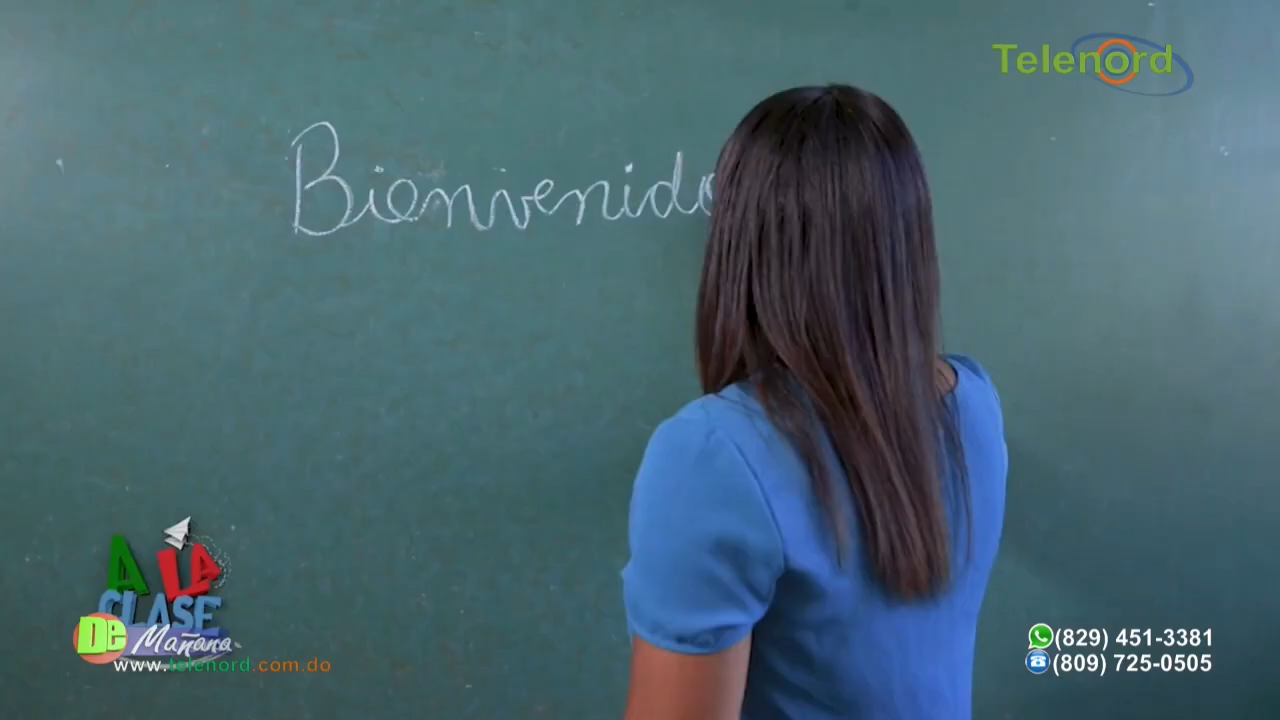 Telenord
Bienvenido
A LA
CLASE
De Mañana
www.telenord.com.do
(829) 451-3381
(809) 725-0505